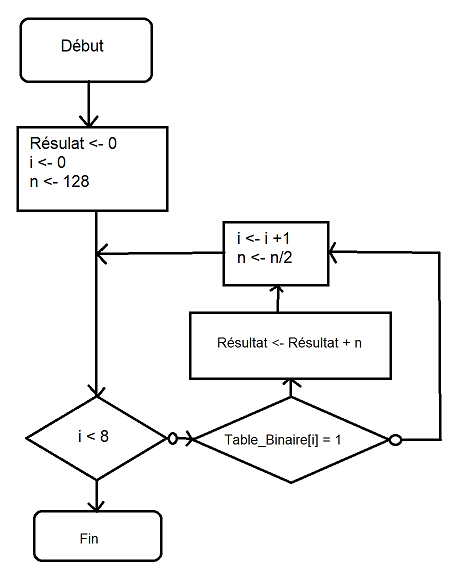 Début
Résulat <- 0
i <- 0
n <- 128
i <- i +1
n <- n/2
Résultat <- Résultat + n
i < 8
Table_Binaire[i] = 1
Fin